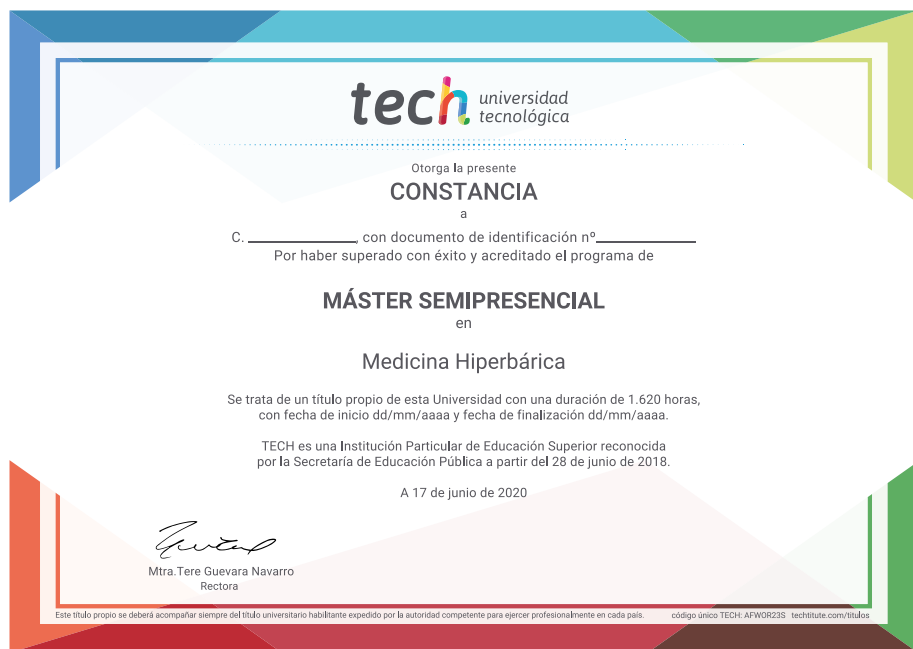 tech universidad
tecnológica
Otorga la presente
CONSTANCIA
a
C. ____________, con documento de identificación nº____________
Por haber superado con éxito y acreditado el programa de
MÁSTER SEMIPRESENCIAL
en
Medicina Hiperbárica
Se trata de un título propio de esta Universidad con una duración de 1.620 horas,
con fecha de inicio dd/mm/aaaa y fecha de finalización dd/mm/aaaa.
TECH es una Institución Particular de Educación Superior reconocida
por la Secretaría de Educación Pública a partir del 28 de junio de 2018.
A 17 de junio de 2020
Mtra.Tere Guevara Navarro
Rectora
Este título propio se deberá acompañar siempre del título universitario habilitante expedido por la autoridad competente para ejercer profesionalmente en cada país. código único TECH: AFWOR23S techtitute.com/titulos